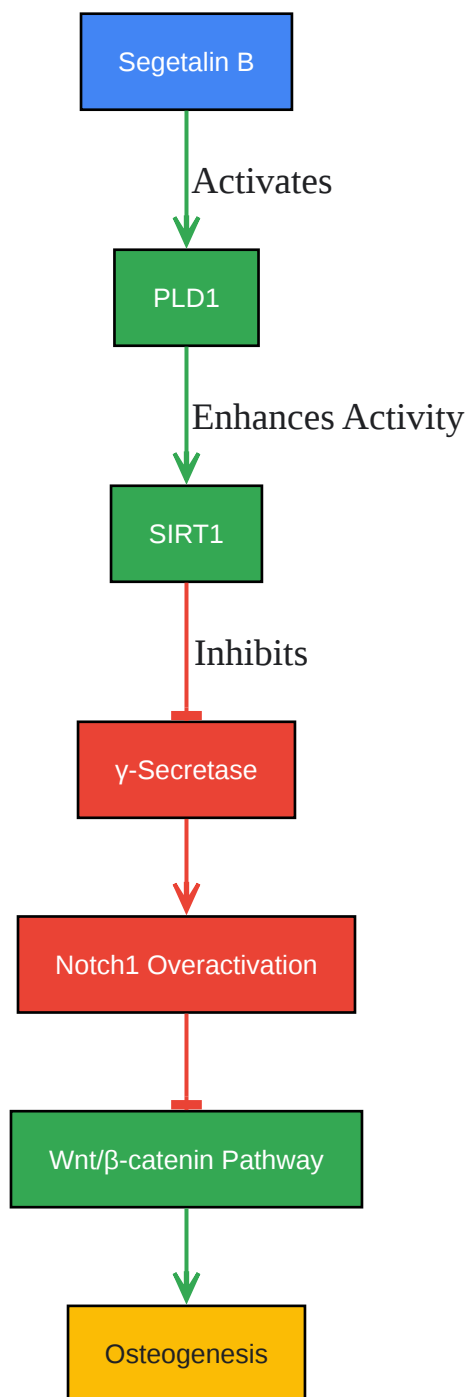 Segetalin B
Activates
PLD1
Enhances Activity
SIRT1
Inhibits
γ-Secretase
Notch1 Overactivation
Wnt/β-catenin Pathway
Osteogenesis